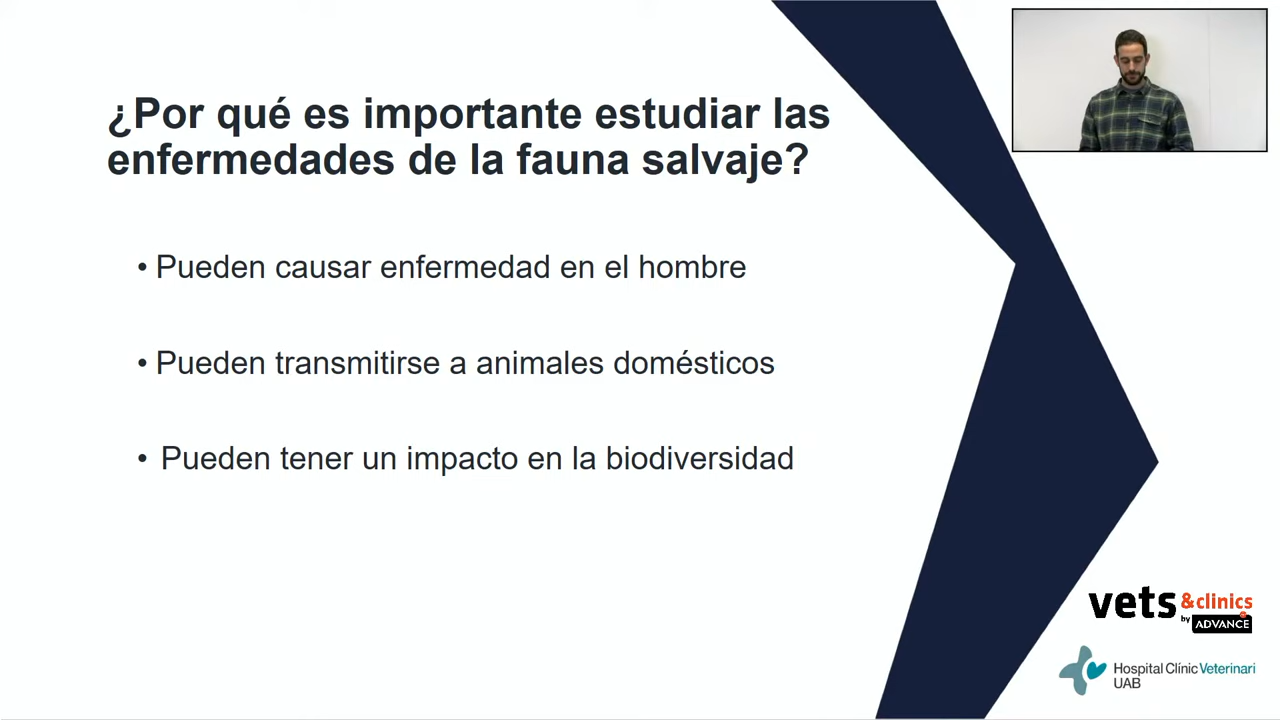 ¿Por qué es importante estudiar las
enfermedades de la fauna salvaje?
• Pueden causar enfermedad en el hombre
• Pueden transmitirse a animales domésticos
• Pueden tener un impacto en la biodiversidad
vets &clinics
by ADVANCE
Hospital Clínic Veterinari
UAB